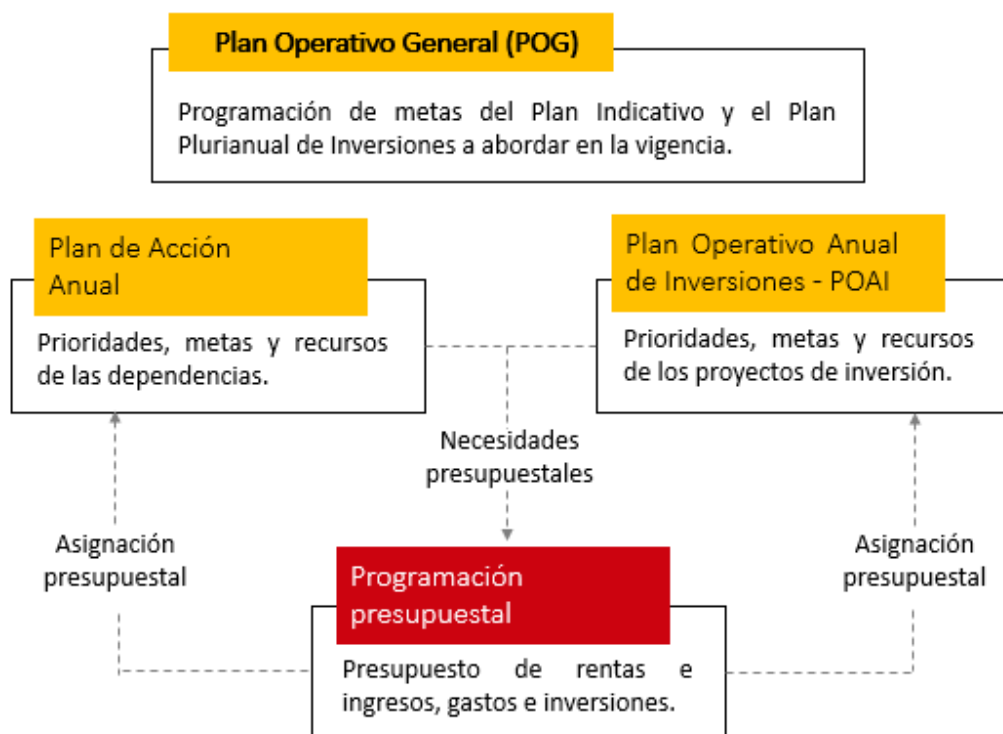 Plan Operativo General (POG)
Programación de metas del Plan Indicativo y el Plan
Plurianual de Inversiones a abordar en la vigencia.
Plan de Acción
Anual
Prioridades, metas y recursos
de las dependencias.
Plan Operativo Anual
de Inversiones - POAI
Prioridades, metas y recursos
de los proyectos de inversión.
Necesidades
presupuestales
Asignación
presupuestal
Asignación
presupuestal
Programación
presupuestal
Presupuesto de rentas e
ingresos, gastos e inversiones.